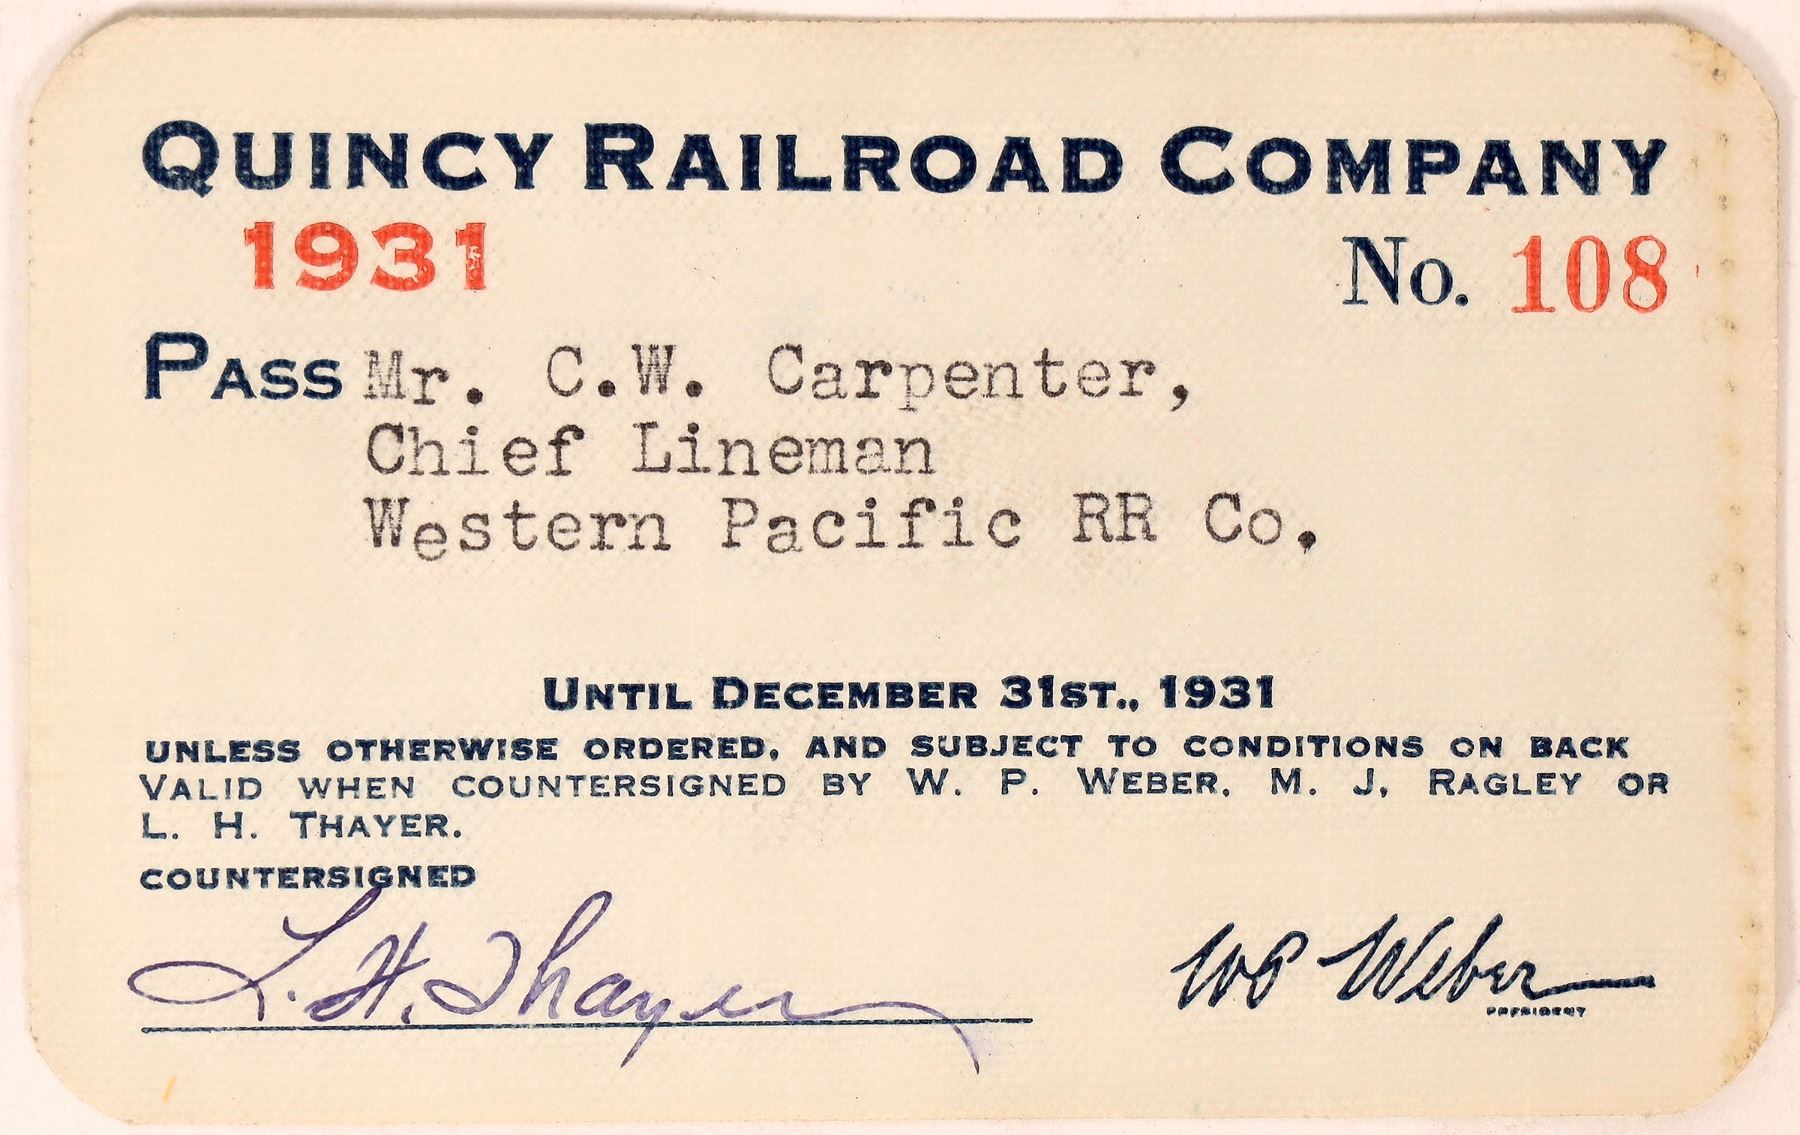 QUINCY RAILROAD COMPANY
1931 No. 108
PASS Mr. C.W. Carpenter,
Chief Lineman
Western Pacific RR Co.
UNTIL DECEMBER 31ST., 1931
UNLESS OTHERWISE ORDERED, AND SUBJECT TO CONDITIONS ON BACK
VALID WHEN COUNTERSIGNED BY W. P. WEBER, M. J. RAGLEY OR
L. H. THAYER.
COUNTERSIGNED
L. H. Thayer WP Weber
PRESIDENT